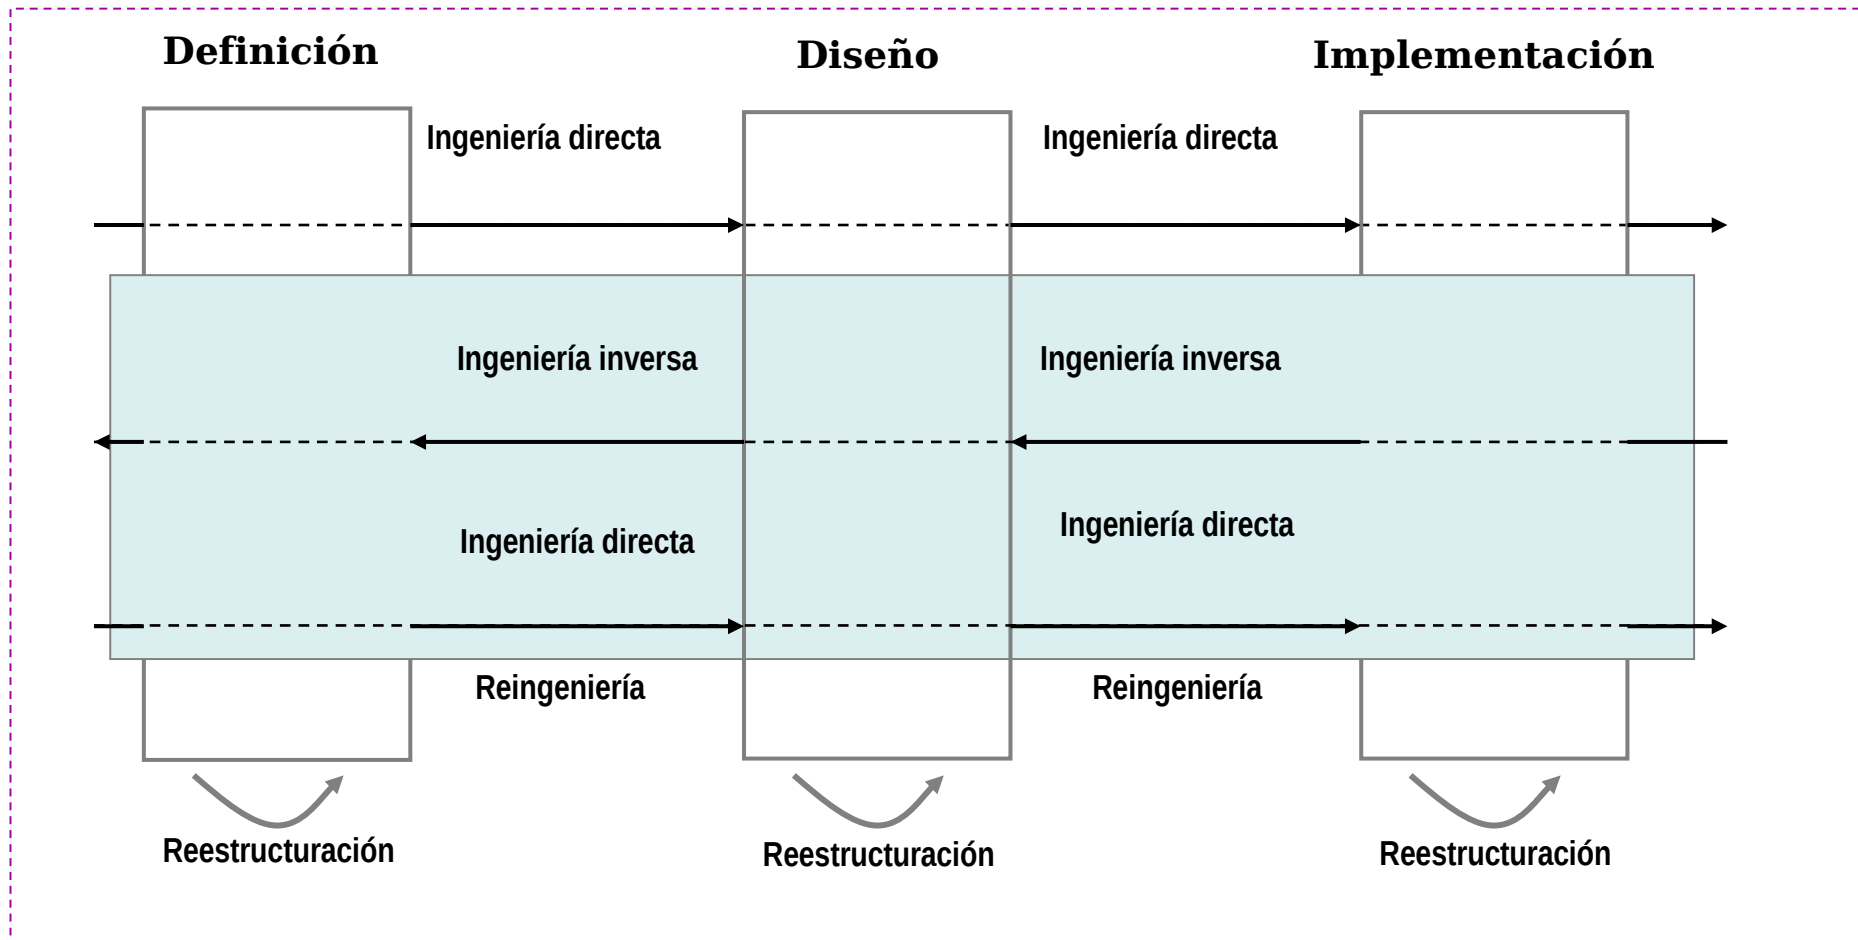 Definición
Diseño
Implementación
Ingeniería directa
Ingeniería directa
Ingeniería inversa
Ingeniería inversa
Ingeniería directa
Ingeniería directa
Reingeniería
Reingeniería
Reestructuración
Reestructuración
Reestructuración